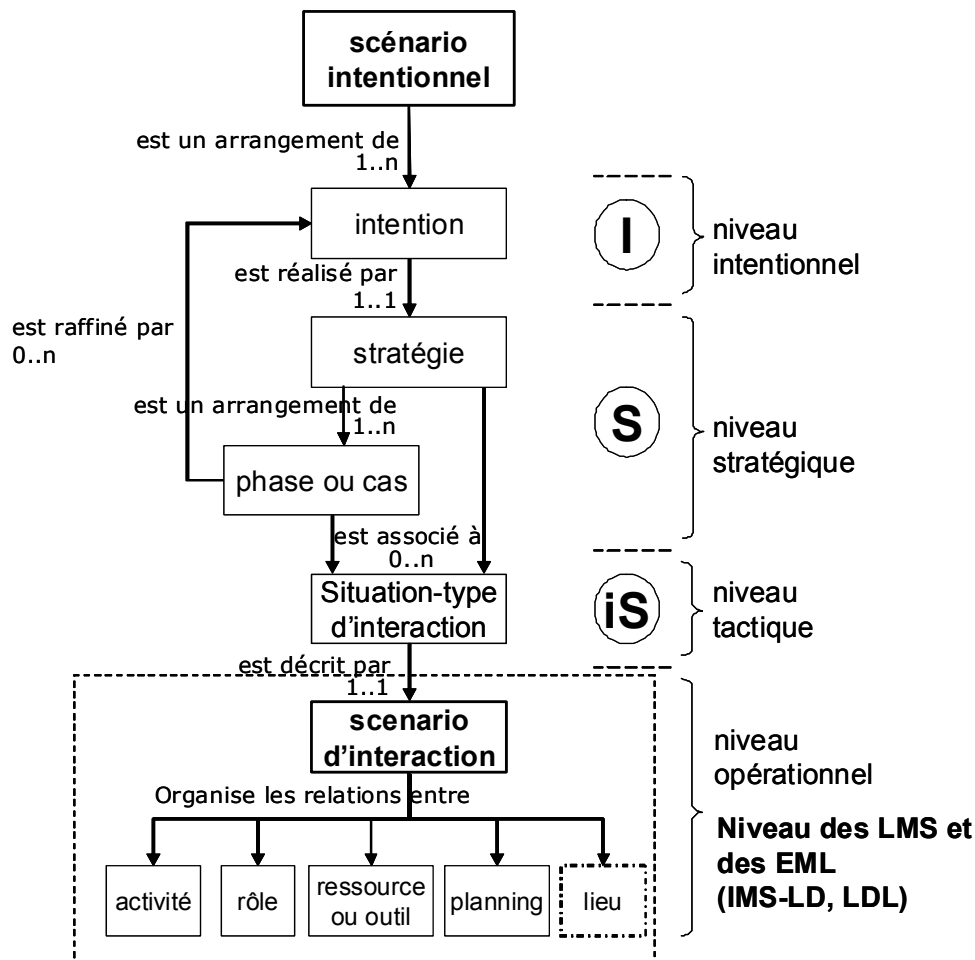 scénario
intentionnel
est un arrangement de
1..n
intention
I
niveau
intentionnel
est réalisé par
1..1
est raffiné par
0..n
stratégie
est un arrangement de
1..n
S
niveau
stratégique
phase ou cas
est associé à
0..n
Situation-type
d'interaction
iS
niveau
tactique
est décrit par
1..1
scenario
d'interaction
niveau
opérationnel
Organise les relations entre
Niveau des LMS et
des EML
(IMS-LD, LDL)
activité
rôle
ressource
ou outil
planning
lieu